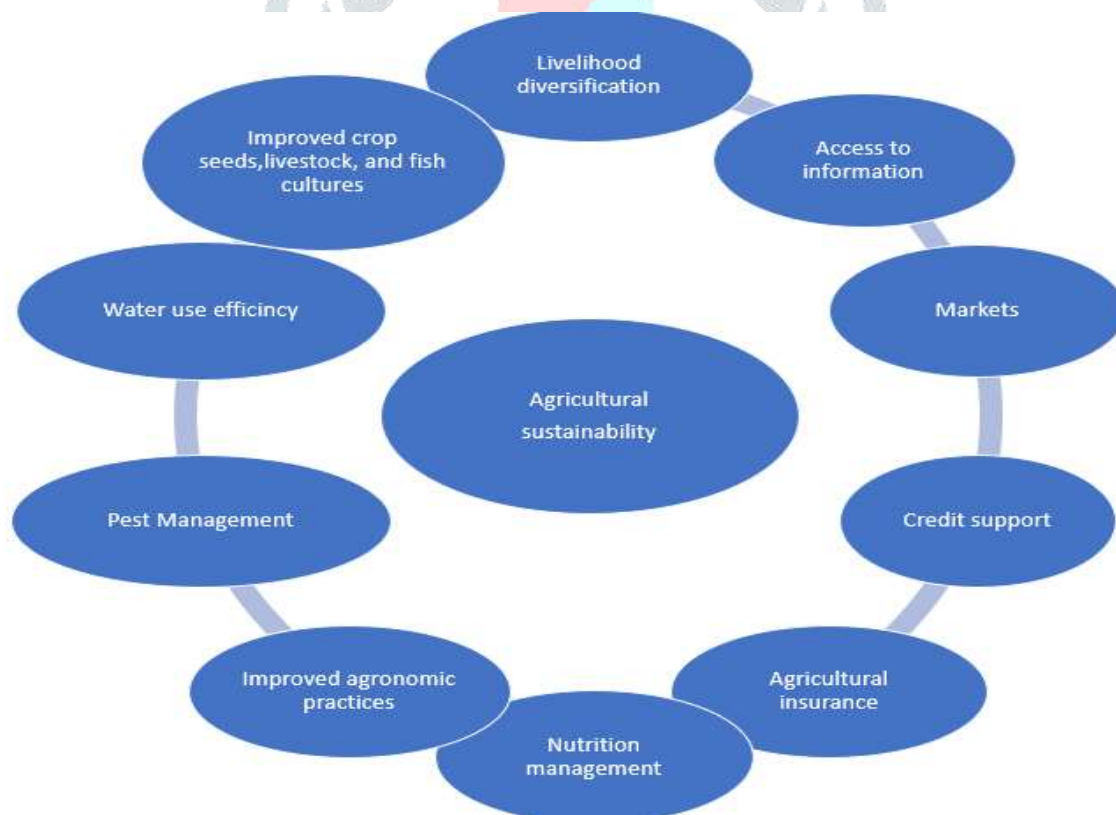 Livelihood
diversification
Access to
information
Markets
Credit support
Agricultural
insurance
Nutrition
management
Improved agronomic
practices
Pest Management
Water use efficincy
Improved crop
seeds,livestock, and fish
cultures
Agricultural
sustainability